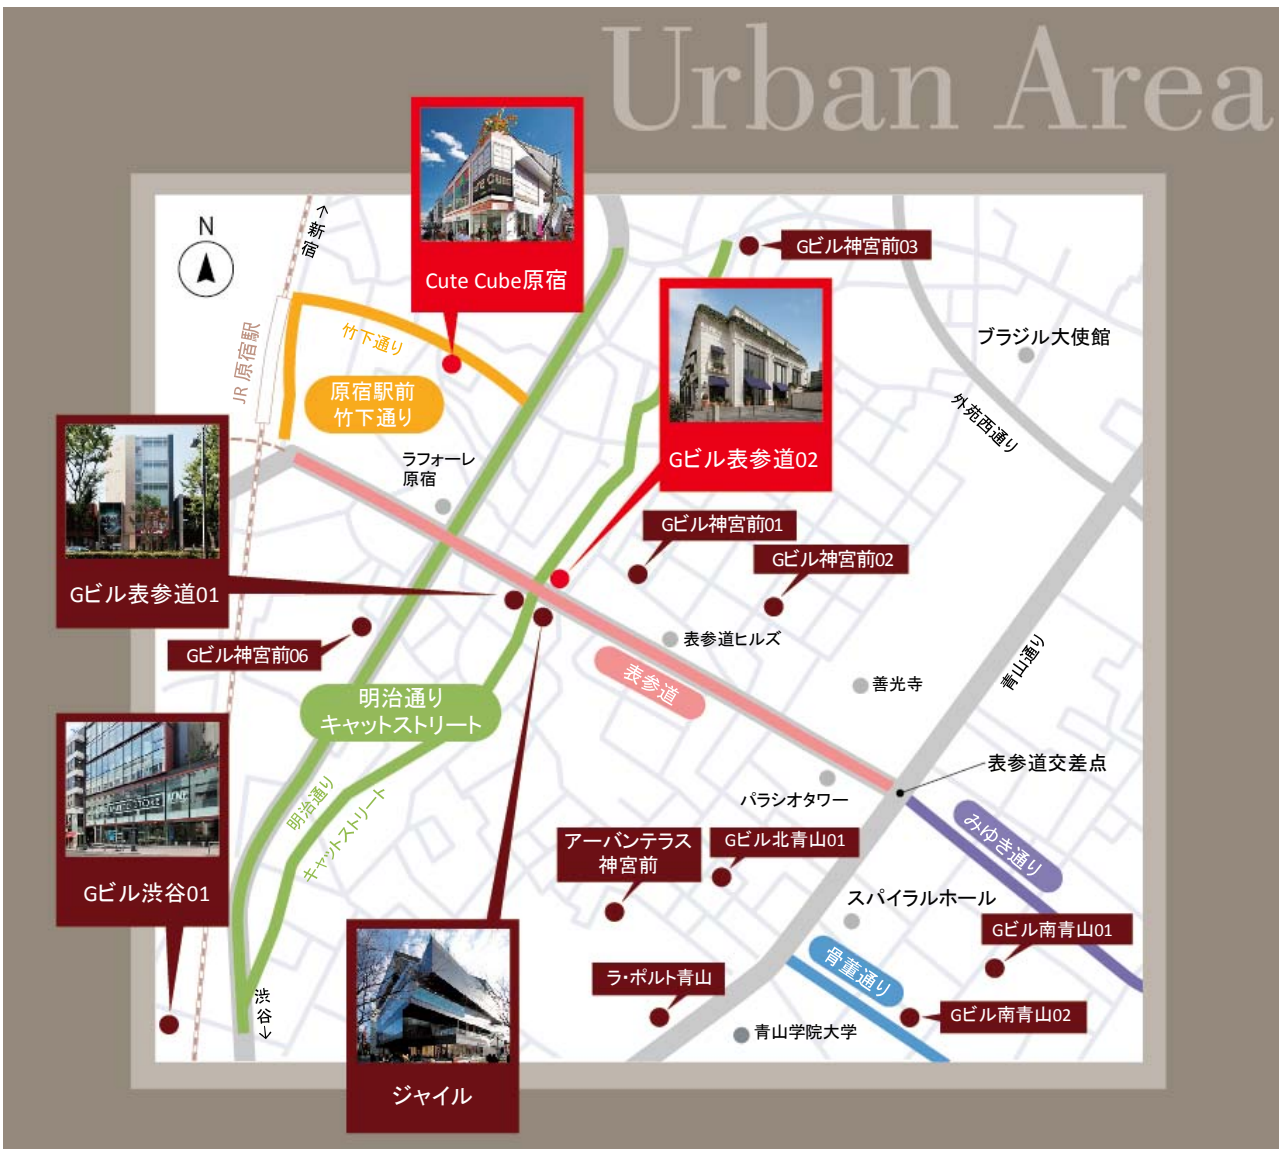 Urban Area
N
↑新宿
Cute Cube原宿
Gビル神宮前03
JR 原宿駅
竹下通り
原宿駅前
竹下通り
ブラジル大使館
外苑西通り
Gビル表参道02
ラフォーレ
原宿
Gビル神宮前01
Gビル神宮前02
Gビル表参道01
Gビル神宮前06
表参道ヒルズ
表参道
善光寺
青山通り
明治通り
キャットストリート
表参道交差点
パラシオタワー
明治通り
キャットストリート
みゆき通り
アーバンテラス
神宮前
Gビル北青山01
Gビル渋谷01
スパイラルホール
Gビル南青山01
骨董通り
ラ・ポルト青山
Gビル南青山02
渋谷↓
青山学院大学
ジャイル